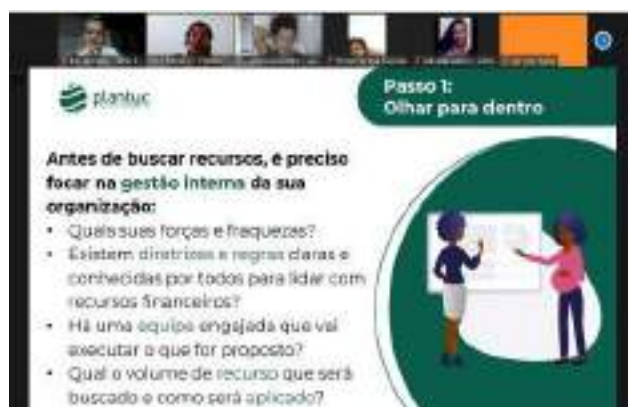 plantuc
Passo 1:
Olhar para dentro
Antes de buscar recursos, é preciso
focar na gestão interna da sua
organização:
• Quais suas forças e fraquezas?
• Existem diretrizes e regras claras e
conhecidas por todos para lidar com
recursos financeiros?
• Há uma equipe engajada que vai
executar o que for proposto?
• Qual o volume de recurso que será
buscado e como será aplicado?